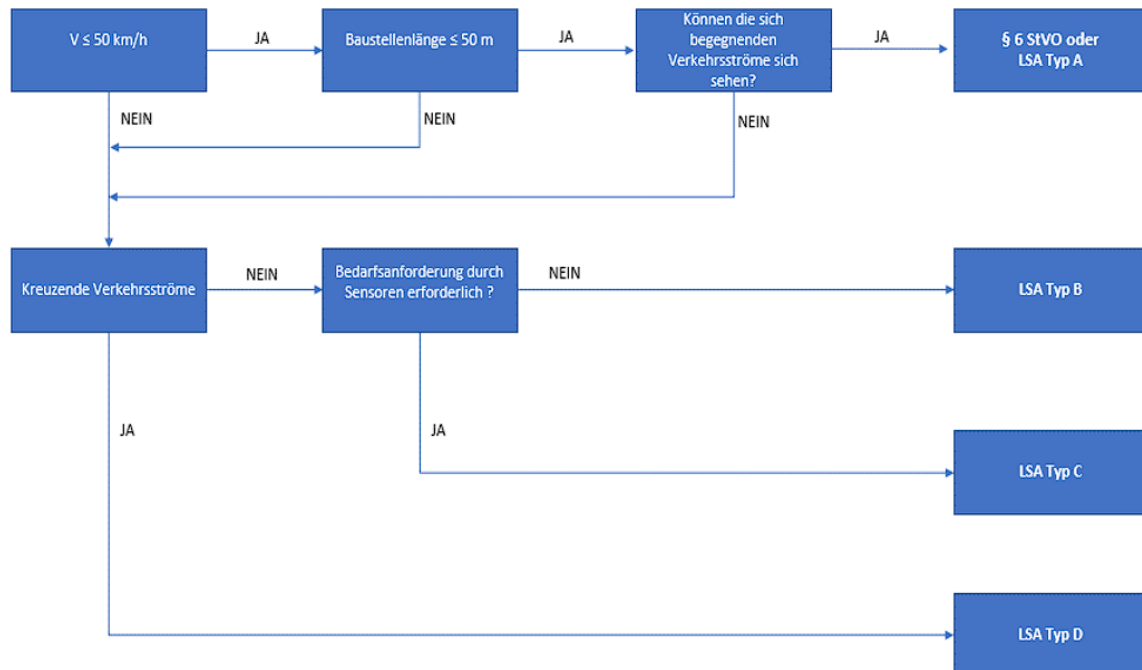 V ≤ 50 km/h
JA
Baustellenlänge ≤ 50 m
JA
Können die sich
begegnenden
Verkehrsströme sich
sehen?
JA
§ 6 StVO oder
LSA Typ A
NEIN
NEIN
NEIN
Kreuzende Verkehrsströme
NEIN
Bedarfsanforderung durch
Sensoren erforderlich ?
NEIN
LSA Typ B
JA
JA
LSA Typ C
LSA Typ D